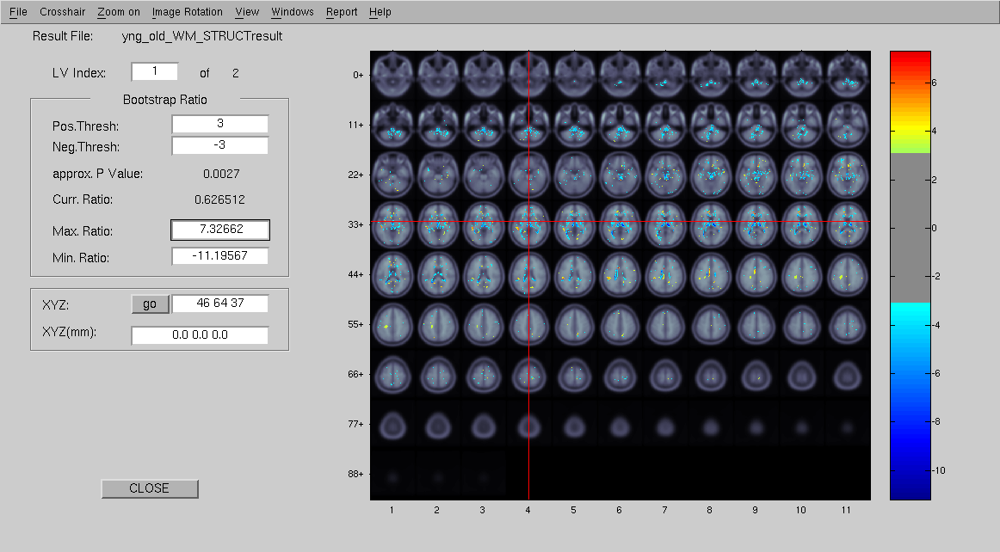 File Crosshair Zoom on Image Rotation View Windows Report Help
Result File: yng_old_WM_STRUCTresult
LV Index: 1 of 2
Bootstrap Ratio
Pos.Thresh: 3
Neg.Thresh: -3
approx. P Value: 0.0027
Curr. Ratio: 0.626512
Max. Ratio: 7.32662
Min. Ratio: -11.19567
XYZ: go 46 64 37
XYZ(mm): 0.0 0.0 0.0
CLOSE
0+
11+
22+
33+
44+
55+
66+
77+
88+
1 2 3 4 5 6 7 8 9 10 11
6
4
2
0
-2
-4
-6
-8
-10